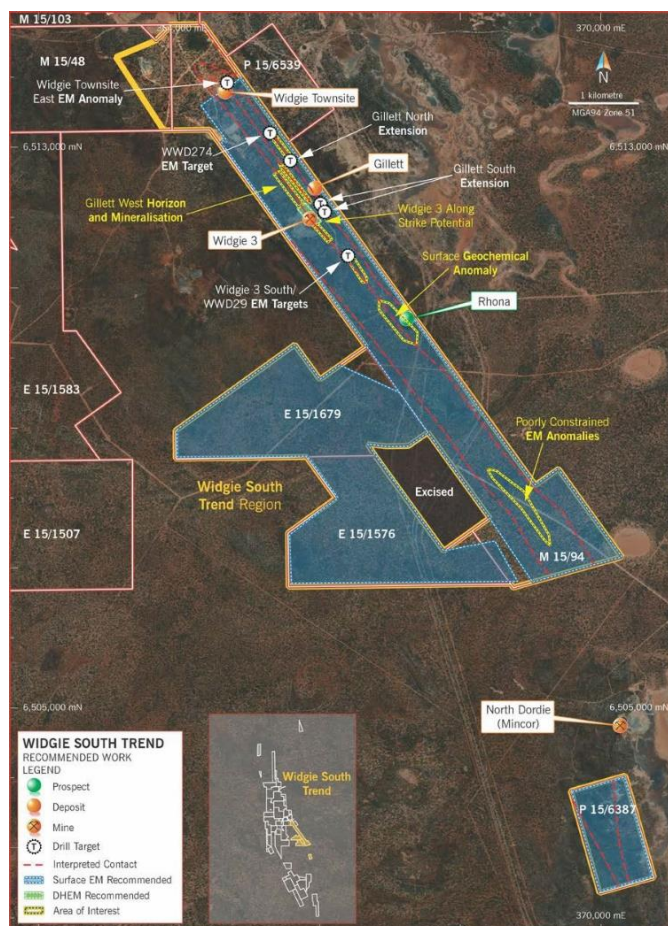 M 15/103
370,000 mE
M 15/48
P 15/6539
N
1 kilometre
MGA94 Zone 51
Widgie Townsite
East EM Anomaly
Widgie Townsite
Gillett North
Extension
6,513,000 mN
6,513,000 mN
WWD274
EM Target
Gillett
Gillett South
Extension
Gillett West Horizon
and Mineralisation
Widgie 3 Along
Strike Potential
Widgie 3
Surface Geochemical
Anomaly
Widgie 3 South/
WWD29 EM Targets
Rhona
E 15/1583
E 15/1679
Poorly Constrained
EM Anomalies
Widgie South
Trend Region
Excised
E 15/1507
E 15/1576
M 15/94
6,505,000 mN
6,505,000 mN
North Dordie
(Mincor)
WIDGIE SOUTH TREND
RECOMMENDED WORK
LEGEND
Prospect
Deposit
Mine
T
Drill Target
Interpreted Contact
Surface EM Recommended
DHEM Recommended
Area of Interest
Widgie South
Trend
P 15/6387
370,000 mE